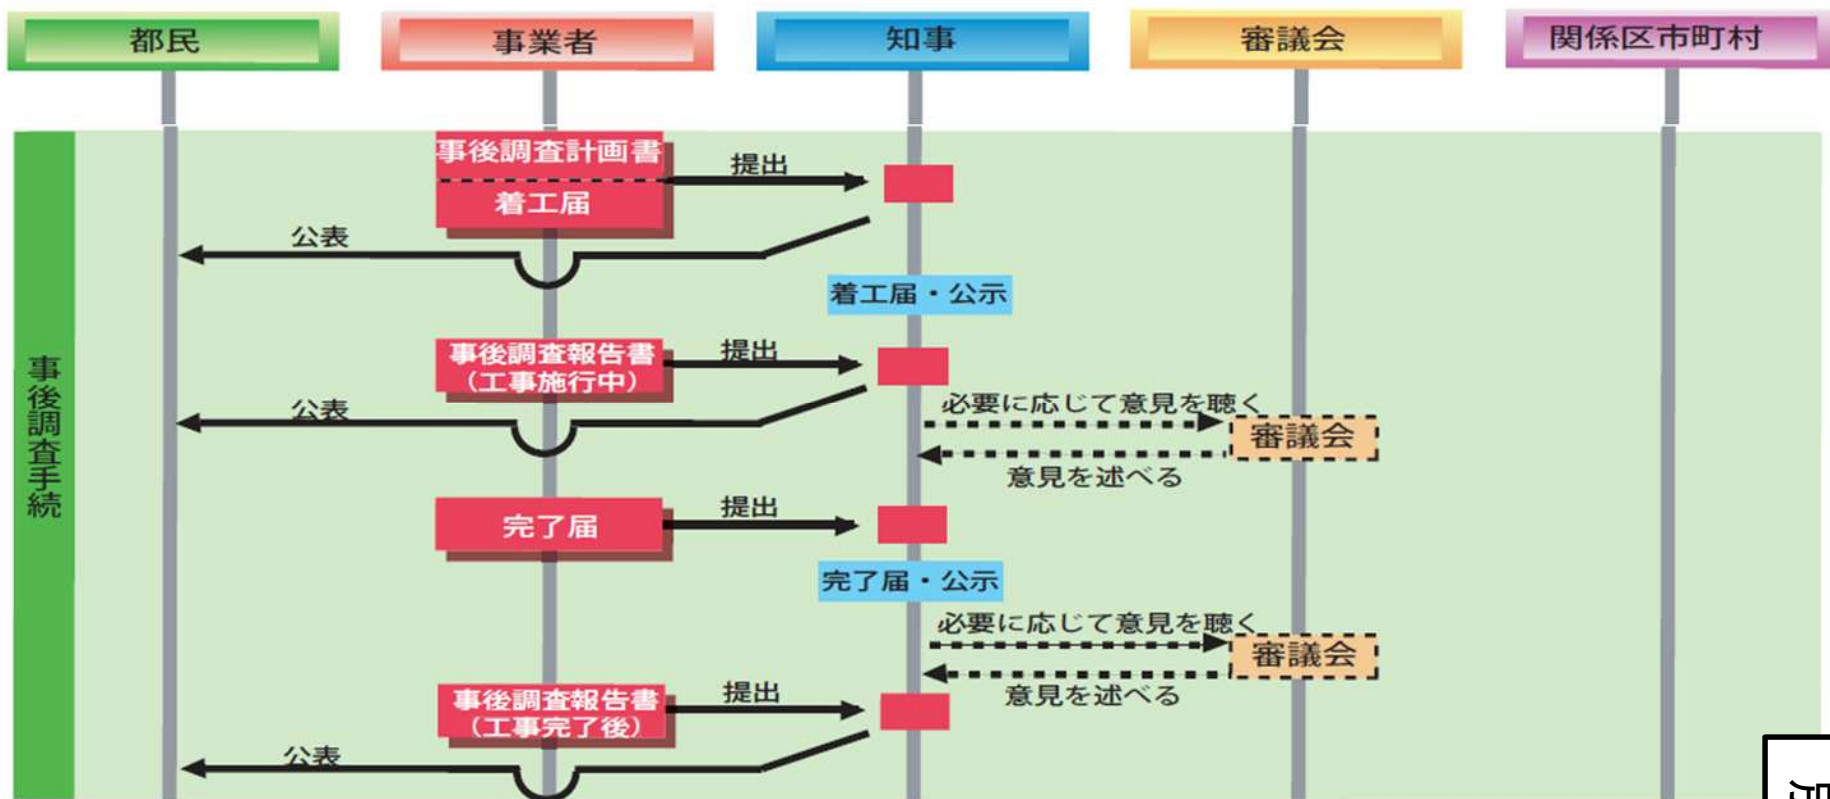 都民
事業者
知事
審議会
関係区市町村
事後調査手続
事後調査計画書
着工届
提出
公表
着工届・公示
事後調査報告書
（工事施行中）
提出
公表
必要に応じて意見を聴く
審議会
意見を述べる
完了届
提出
完了届・公示
必要に応じて意見を聴く
審議会
意見を述べる
事後調査報告書
（工事完了後）
提出
公表